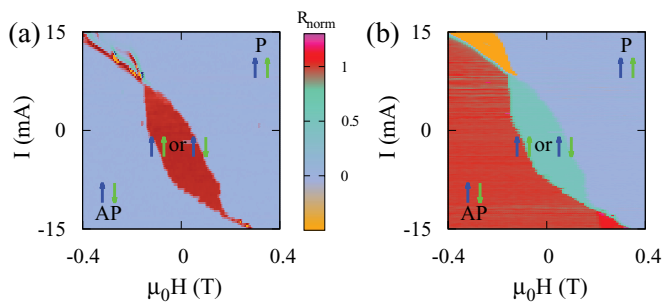 (a)
I (mA)
15
0
-15
-0.4
0
0.4
μ₀H (T)
P
or
AP
R_norm
1
0.5
0
(b)
I (mA)
15
0
-15
-0.4
0
0.4
μ₀H (T)
P
or
AP